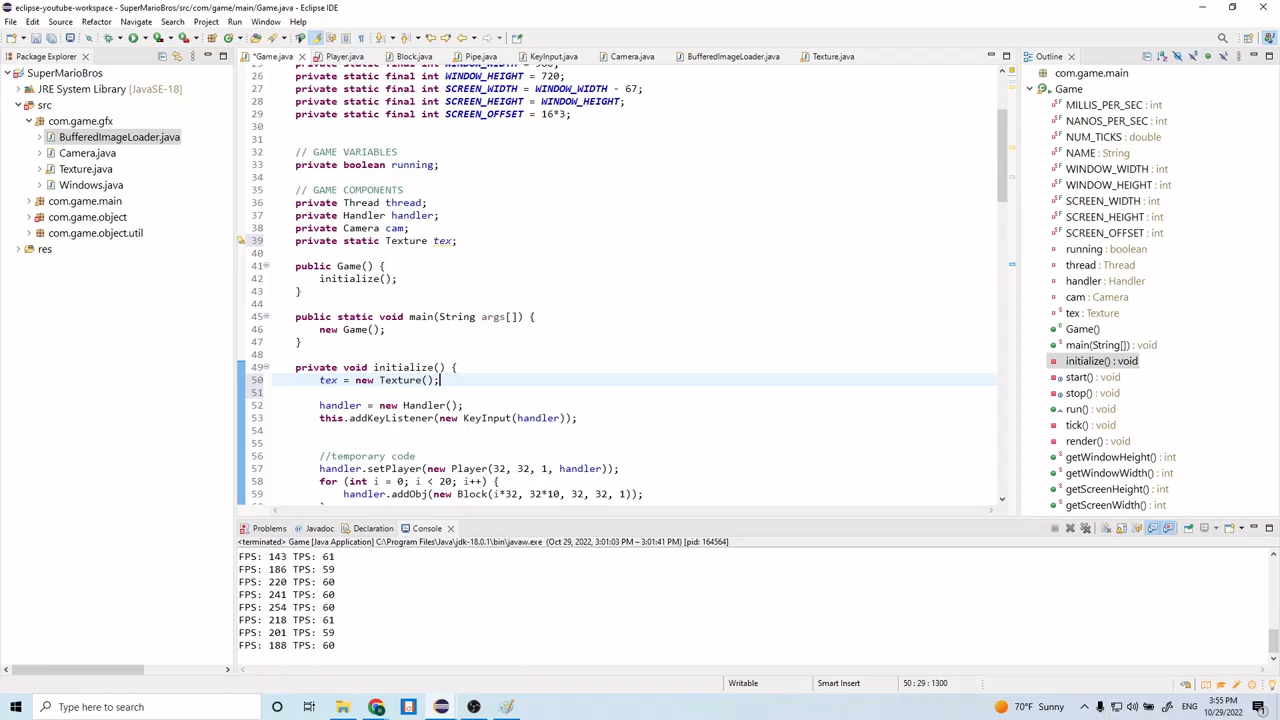 eclipse-youtube-workspace - SuperMarioBros/src/com/game/main/Game.java - Eclipse IDE
File Edit Source Refactor Navigate Search Project Run Window Help
Package Explorer
SuperMarioBros
JRE System Library [JavaSE-18]
src
com.game.gfx
BufferedImageLoader.java
Camera.java
Texture.java
Windows.java
com.game.main
com.game.object
com.game.object.util
res
*Game.java Player.java Block.java Pipe.java KeyInput.java Camera.java BufferedImageLoader.java Texture.java
26 private static final int WINDOW_HEIGHT = 720;
27 private static final int SCREEN_WIDTH = WINDOW_WIDTH - 67;
28 private static final int SCREEN_HEIGHT = WINDOW_HEIGHT;
29 private static final int SCREEN_OFFSET = 16*3;
30
31
32 // GAME VARIABLES
33 private boolean running;
34
35 // GAME COMPONENTS
36 private Thread thread;
37 private Handler handler;
38 private Camera cam;
39 private static Texture tex;
40
41 public Game() {
42 initialize();
43 }
44
45 public static void main(String args[]) {
46 new Game();
47 }
48
49 private void initialize() {
50 tex = new Texture();
51
52 handler = new Handler();
53 this.addKeyListener(new KeyInput(handler));
54
55
56 //temporary code
57 handler.setPlayer(new Player(32, 32, 1, handler));
58 for (int i = 0; i < 20; i++) {
59 handler.addObj(new Block(i*32, 32*10, 32, 32, 1));
Outline
com.game.main
Game
MILLIS_PER_SEC : int
NANOS_PER_SEC : int
NUM_TICKS : double
NAME : String
WINDOW_WIDTH : int
WINDOW_HEIGHT : int
SCREEN_WIDTH : int
SCREEN_HEIGHT : int
SCREEN_OFFSET : int
running : boolean
thread : Thread
handler : Handler
cam : Camera
tex : Texture
Game()
main(String[]) : void
initialize() : void
start() : void
stop() : void
run() : void
tick() : void
render() : void
getWindowHeight() : int
getWindowWidth() : int
getScreenHeight() : int
getScreenWidth() : int
Problems Javadoc Declaration Console
<terminated> Game [Java Application] C:\Program Files\Java\jdk-18.0.1\bin\javaw.exe (Oct 29, 2022, 3:01:03 PM – 3:01:41 PM) [pid: 164564]
FPS: 143 TPS: 61
FPS: 186 TPS: 59
FPS: 220 TPS: 60
FPS: 241 TPS: 60
FPS: 254 TPS: 60
FPS: 218 TPS: 61
FPS: 201 TPS: 59
FPS: 188 TPS: 60
Writable Smart Insert 50 : 29 : 1300
Type here to search
70°F Sunny
ENG
3:55 PM
10/29/2022